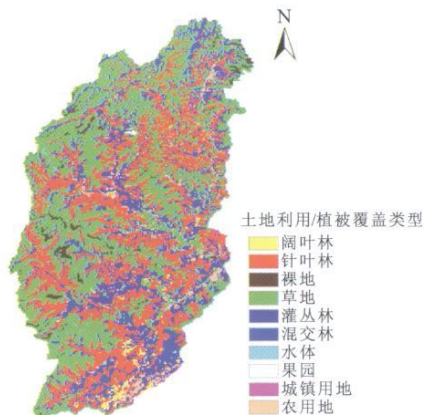 N
土地利用/植被覆盖类型
阔叶林
针叶林
裸地
草地
灌丛林
混交林
水体
果园
城镇用地
农用地